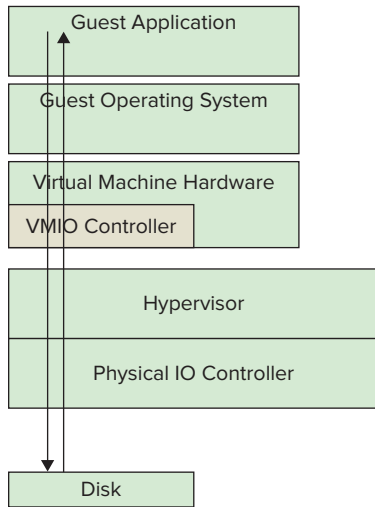 Guest Application
Guest Operating System
Virtual Machine Hardware
VMIO Controller
Hypervisor
Physical IO Controller
Disk